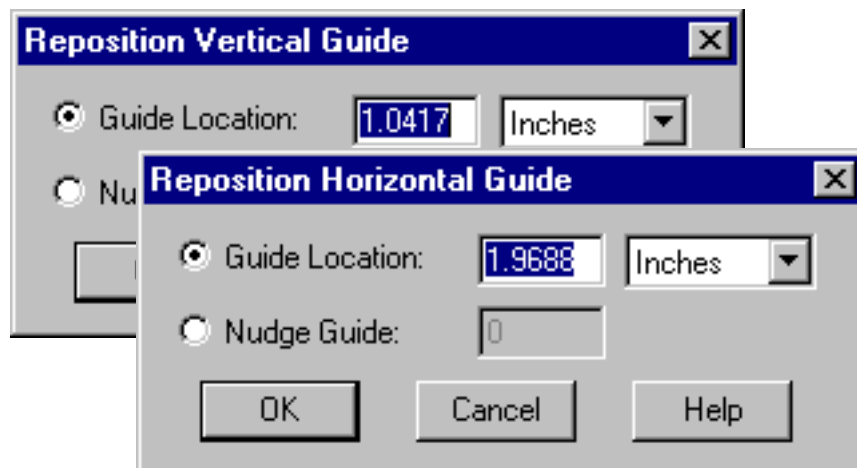 Reposition Vertical Guide
Guide Location: 1.0417 Inches
Nu
Reposition Horizontal Guide
Guide Location: 1.9688 Inches
Nudge Guide: 0
OK Cancel Help